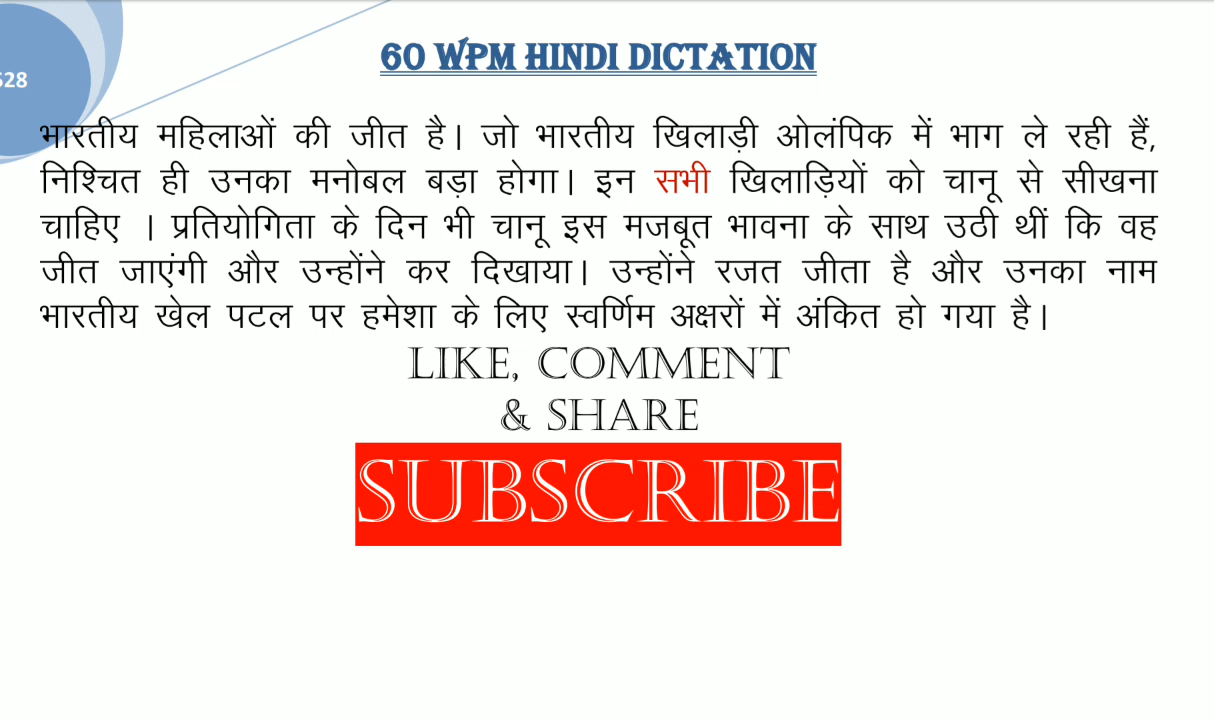 60 WPM HINDI DICTATION
528
भारतीय महिलाओं की जीत है। जो भारतीय खिलाड़ी ओलंपिक में भाग ले रही हैं,
निश्चित ही उनका मनोबल बड़ा होगा। इन सभी खिलाड़ियों को चानू से सीखना
चाहिए । प्रतियोगिता के दिन भी चानू इस मजबूत भावना के साथ उठी थीं कि वह
जीत जाएंगी और उन्होंने कर दिखाया। उन्होंने रजत जीता है और उनका नाम
भारतीय खेल पटल पर हमेशा के लिए स्वर्णिम अक्षरों में अंकित हो गया है।
LIKE, COMMENT
& SHARE
SUBSCRIBE